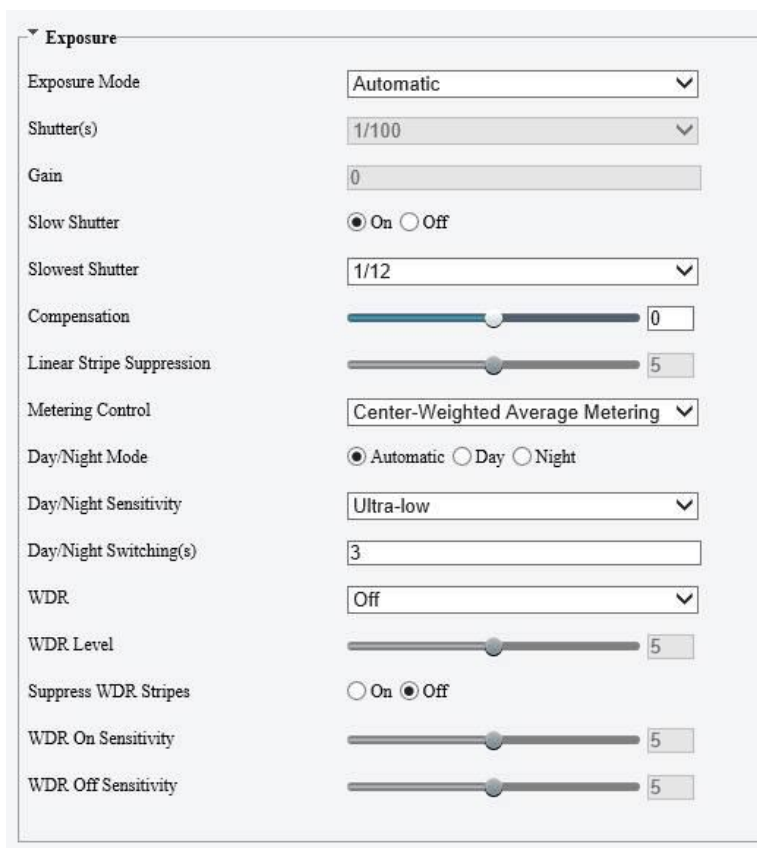 Exposure
Exposure Mode Automatic
Shutter(s) 1/100
Gain 0
Slow Shutter On Off
Slowest Shutter 1/12
Compensation 0
Linear Stripe Suppression 5
Metering Control Center-Weighted Average Metering
Day/Night Mode Automatic Day Night
Day/Night Sensitivity Ultra-low
Day/Night Switching(s) 3
WDR Off
WDR Level 5
Suppress WDR Stripes On Off
WDR On Sensitivity 5
WDR Off Sensitivity 5